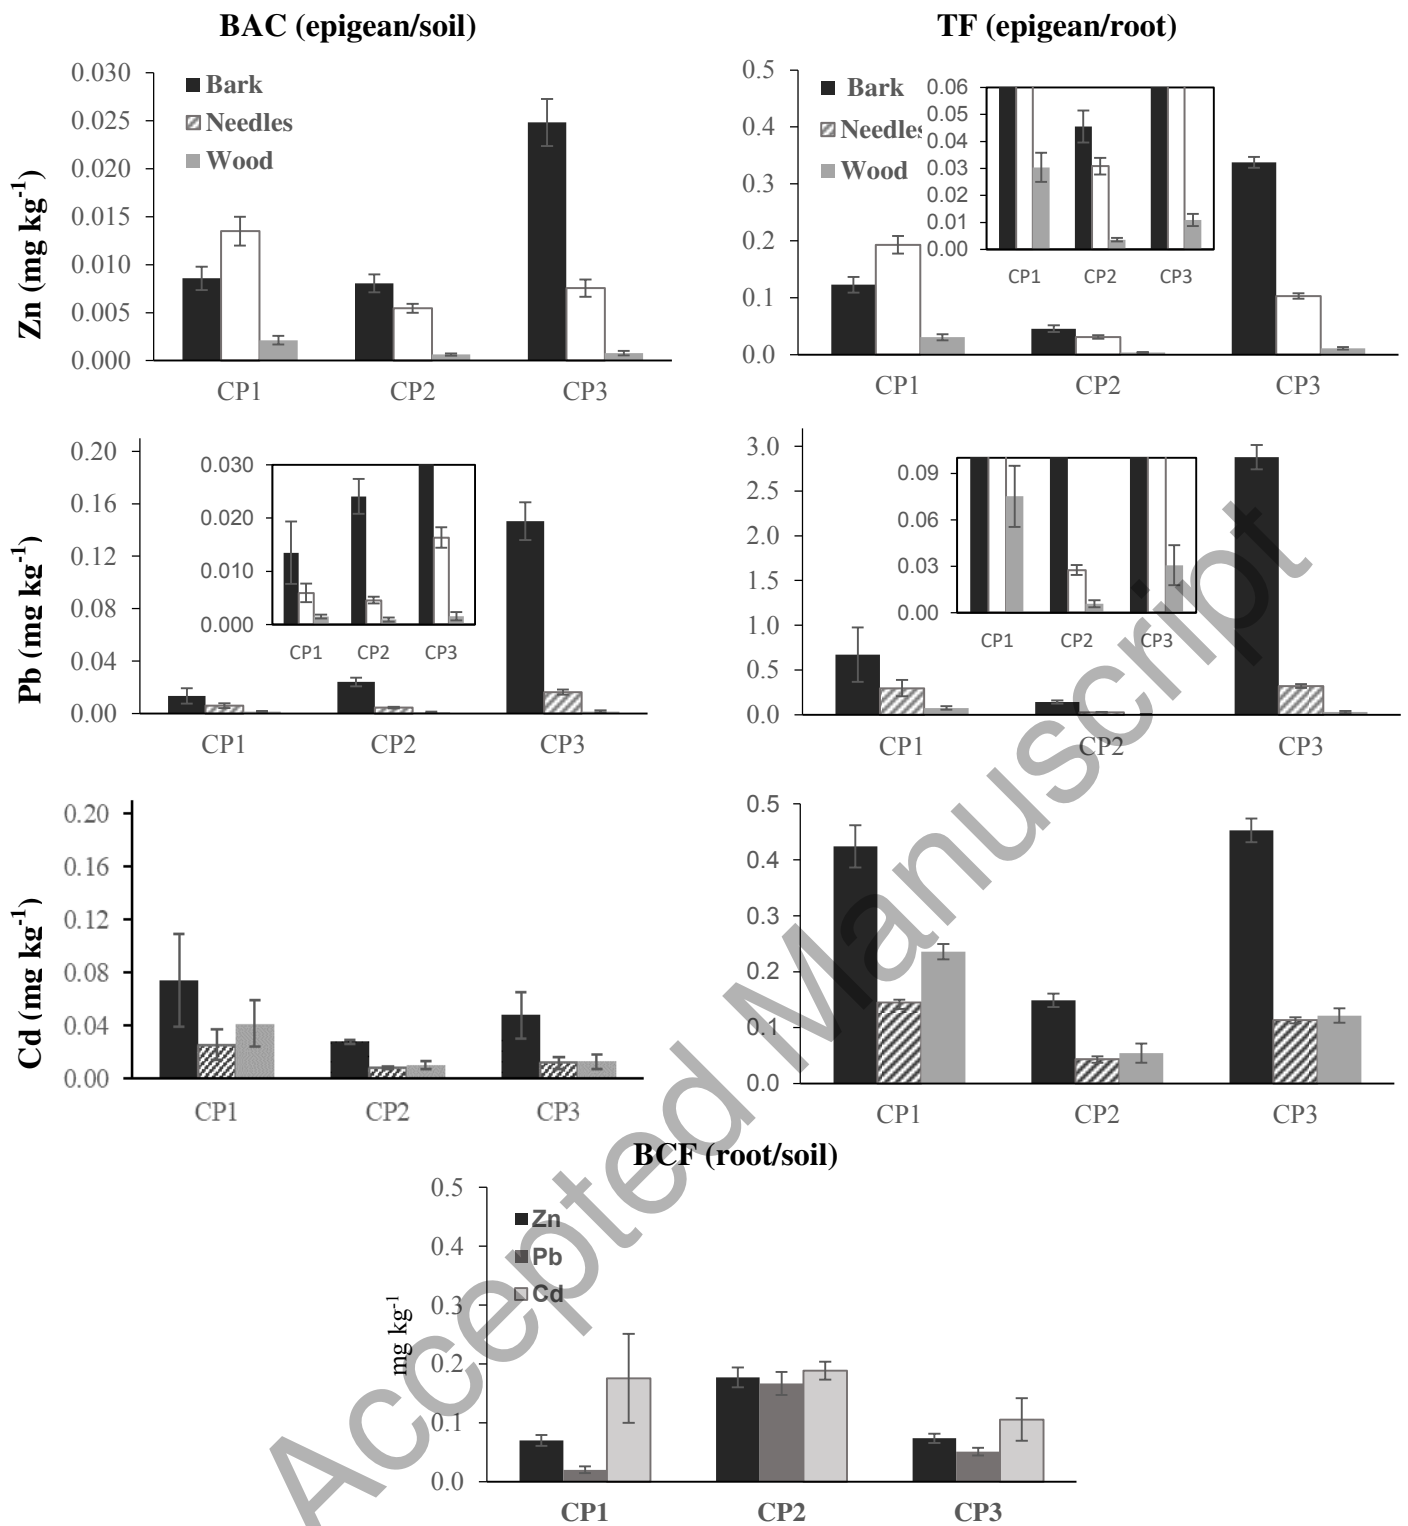 BAC (epigean/soil)
TF (epigean/root)
Zn (mg kg-1)
0.030
0.025
0.020
0.015
0.010
0.005
0.000
Bark
Needles
Wood
CP1 CP2 CP3
0.5
0.4
0.3
0.2
0.1
0.0
Bark
Needles
Wood
0.06
0.05
0.04
0.03
0.02
0.01
0.00
CP1 CP2 CP3
CP1 CP2 CP3
Pb (mg kg-1)
0.20
0.16
0.12
0.08
0.04
0.00
0.030
0.020
0.010
0.000
CP1 CP2 CP3
CP1 CP2 CP3
3.0
2.5
2.0
1.5
1.0
0.5
0.0
0.09
0.06
0.03
0.00
CP1 CP2 CP3
CP1 CP2 CP3
Cd (mg kg-1)
0.20
0.16
0.12
0.08
0.04
0.00
CP1 CP2 CP3
0.5
0.4
0.3
0.2
0.1
0.0
CP1 CP2 CP3
BCF (root/soil)
mg kg-1
0.5
0.4
0.3
0.2
0.1
0.0
Zn
Pb
Cd
CP1 CP2 CP3
Accepted Manuscript